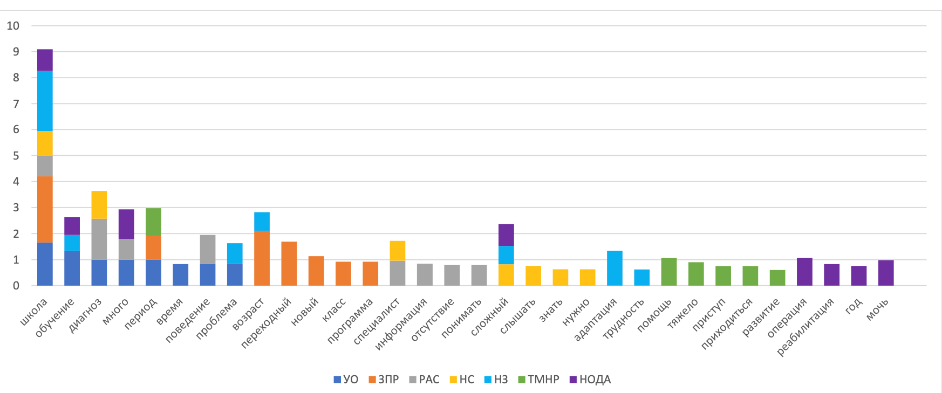 10
9
8
7
6
5
4
3
2
1
0
школа
обучение
диагноз
много
период
время
поведение
проблема
возраст
переходный
новый
класс
программа
специалист
информация
отсутствие
понимать
сложный
слышать
знать
нужно
адаптация
трудность
помощь
тяжело
приступ
приходиться
развитие
операция
реабилитация
год
мочь
УО ЗПР РАС НС НЗ ТМНР НОДА